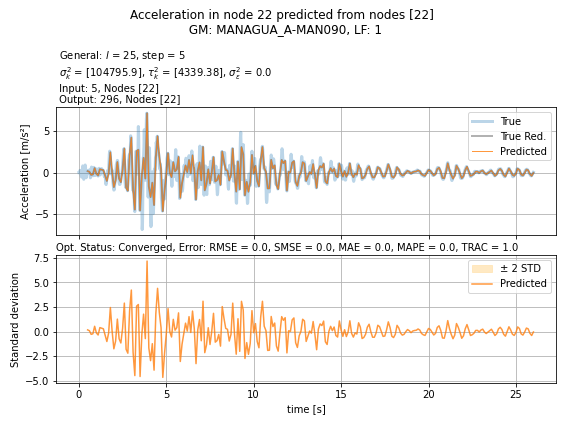 Acceleration in node 22 predicted from nodes [22]
GM: MANAGUA_A-MAN090, LF: 1
General: l = 25, step = 5
σ²ₖ = [104795.9], τ²ₖ = [4339.38], σ²ε = 0.0
Input: 5, Nodes [22]
Output: 296, Nodes [22]
Acceleration [m/s²]
5
0
−5
True
True Red.
Predicted
Opt. Status: Converged, Error: RMSE = 0.0, SMSE = 0.0, MAE = 0.0, MAPE = 0.0, TRAC = 1.0
Standard deviation
7.5
5.0
2.5
0.0
−2.5
−5.0
± 2 STD
Predicted
0 5 10 15 20 25
time [s]